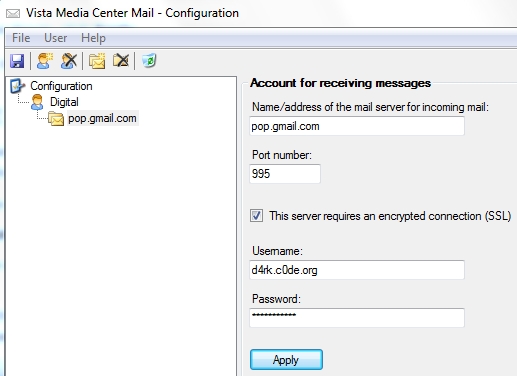 Vista Media Center Mail - Configuration
File User Help
Configuration
Digital
pop.gmail.com
Account for receiving messages
Name/address of the mail server for incoming mail:
pop.gmail.com
Port number:
995
This server requires an encrypted connection (SSL)
Username:
d4rk.c0de.org
Password:
***********
Apply